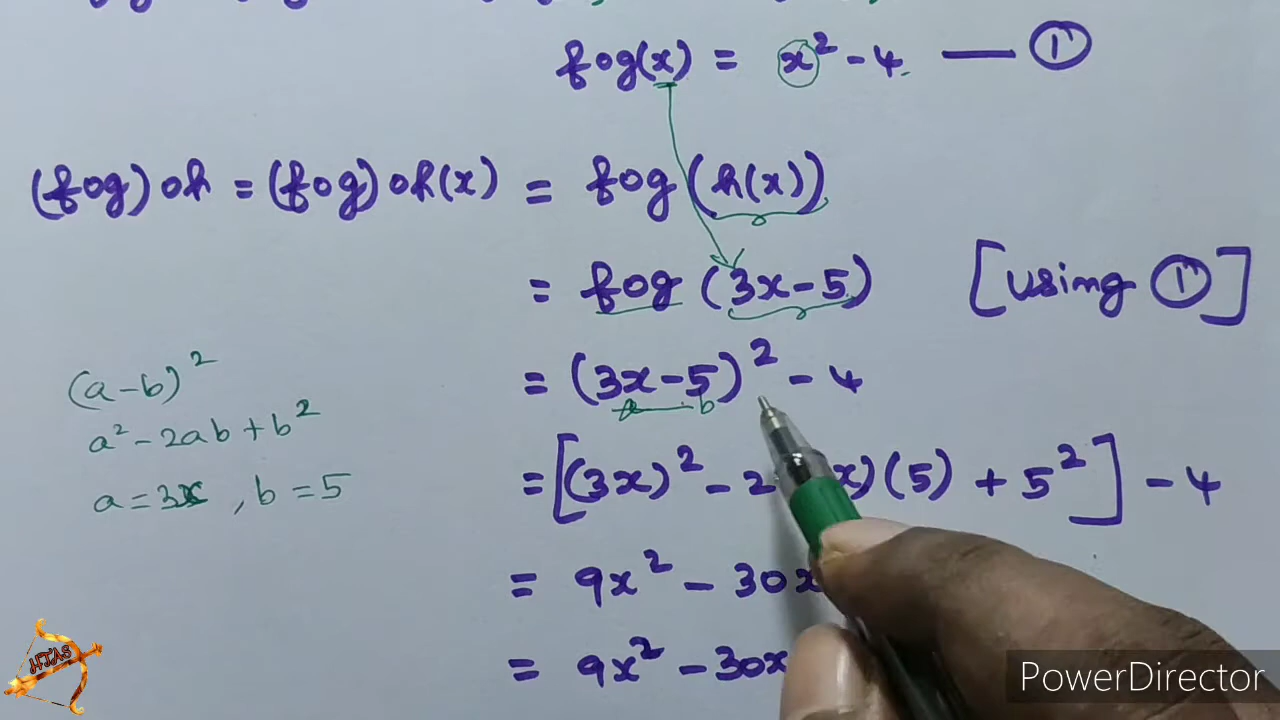 fog(x) = x² - 4. — ①
(fog)oh = (fog)oh(x) = fog(h(x))
= fog (3x-5) [using ①]
= (3x-5)² - 4
a b
(a-b)²
a² - 2ab + b²
a = 3x , b = 5
= [(3x)² - 2 x)(5) + 5²] - 4
= 9x² - 30x
= 9x² - 30x
HTAS
PowerDirector